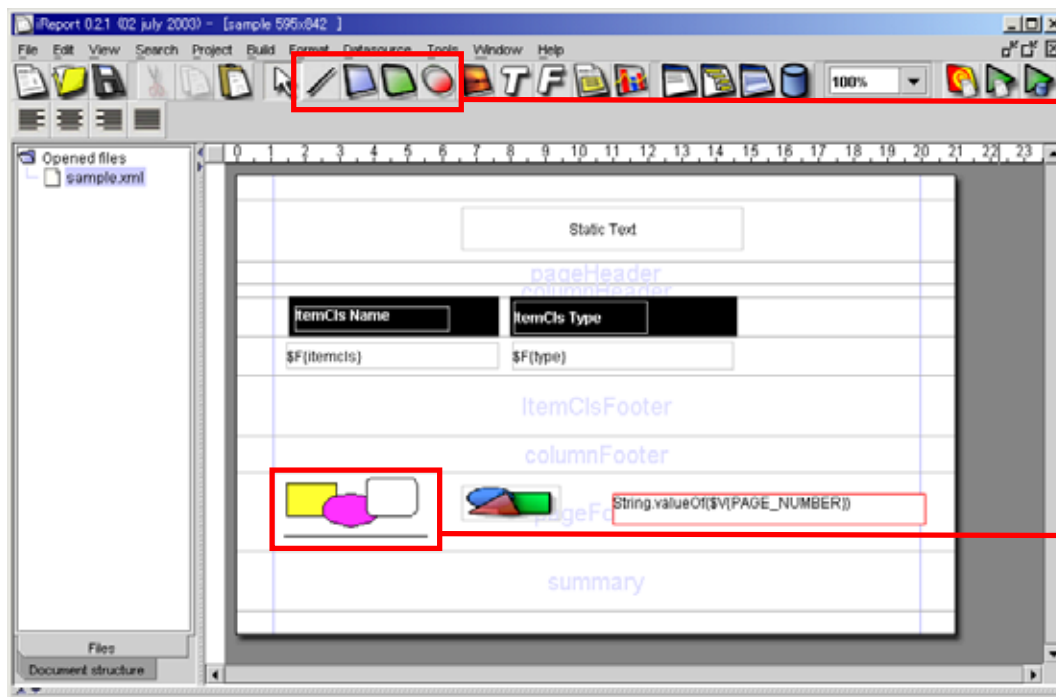 iReport 0.2.1 (02 july 2003) - [sample 595x842 ]
File Edit View Search Project Build Format Datasource Tools Window Help
100%
0 1 2 3 4 5 6 7 8 9 10 11 12 13 14 15 16 17 18 19 20 21 22 23
Opened files
sample.xml
Static Text
pageHeader
columnHeader
ItemCls Name ItemCls Type
$F{itemcls} $F{type}
ItemClsFooter
columnFooter
String.valueOf($V{PAGE_NUMBER})
summary
Files
Document structure